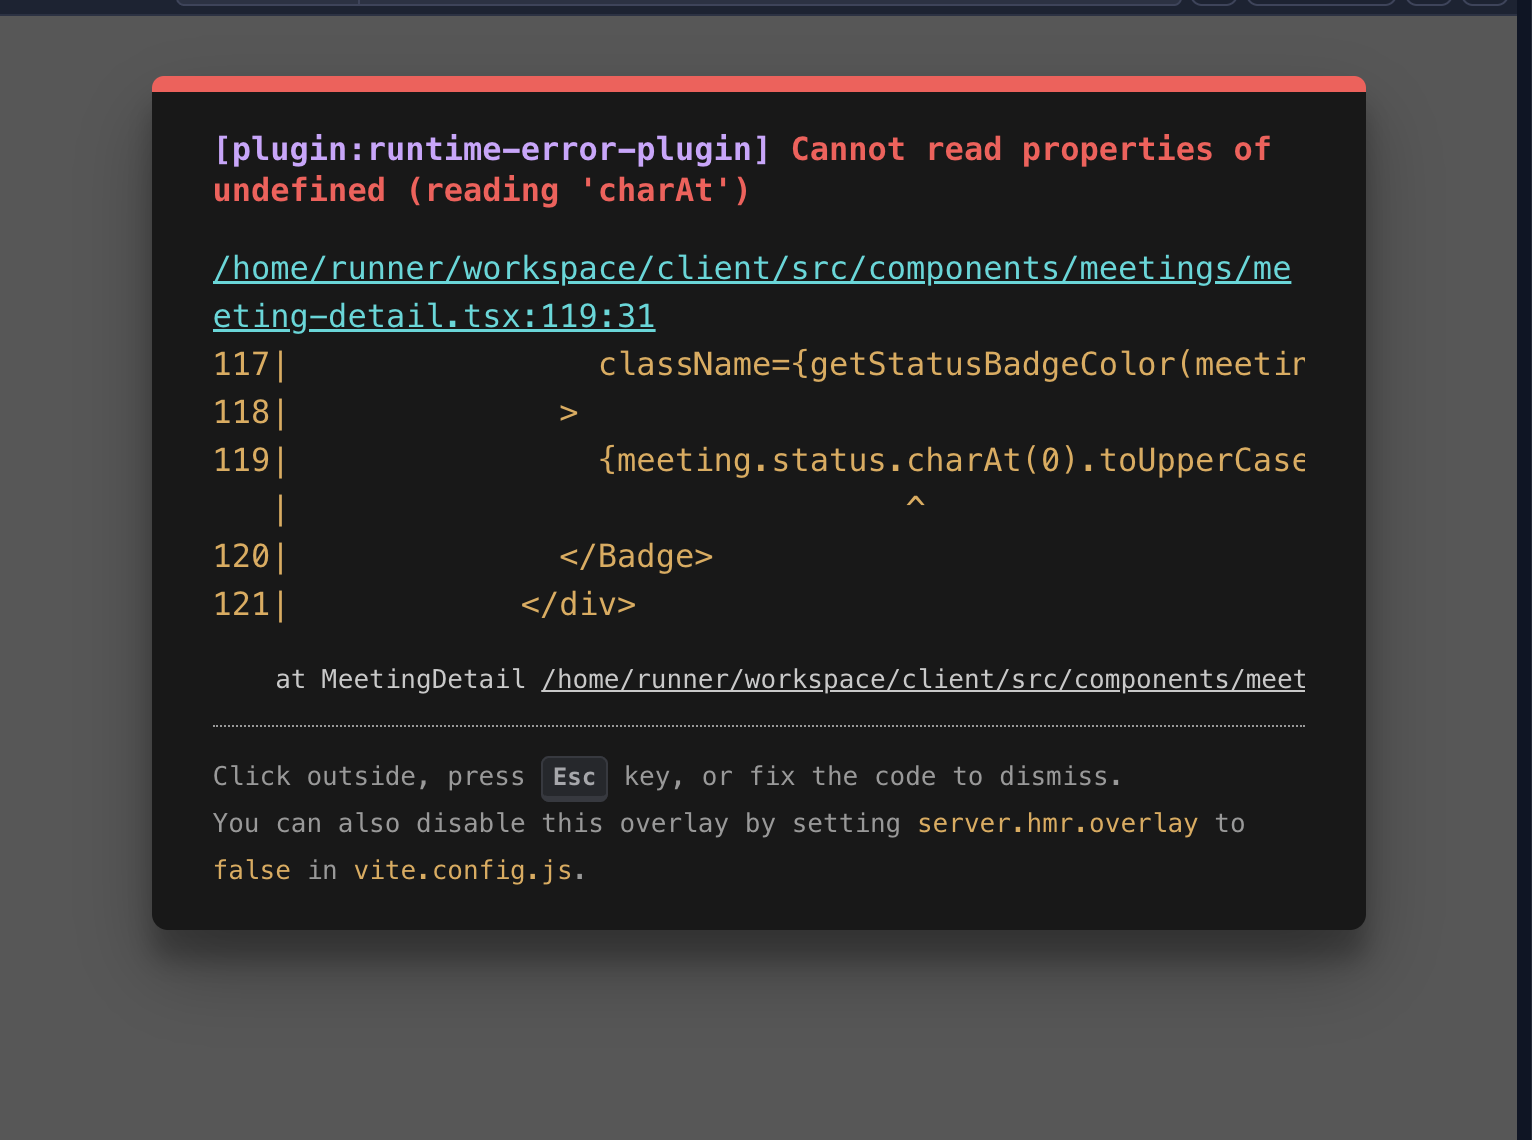 [plugin:runtime-error-plugin] Cannot read properties of
undefined (reading 'charAt')
/home/runner/workspace/client/src/components/meetings/me
eting-detail.tsx:119:31
117|                className={getStatusBadgeColor(meetin
118|              >
119|                {meeting.status.charAt(0).toUpperCase
   |                                ^
120|              </Badge>
121|            </div>
at MeetingDetail /home/runner/workspace/client/src/components/meet
Click outside, press Esc key, or fix the code to dismiss.
You can also disable this overlay by setting server.hmr.overlay to
false in vite.config.js.